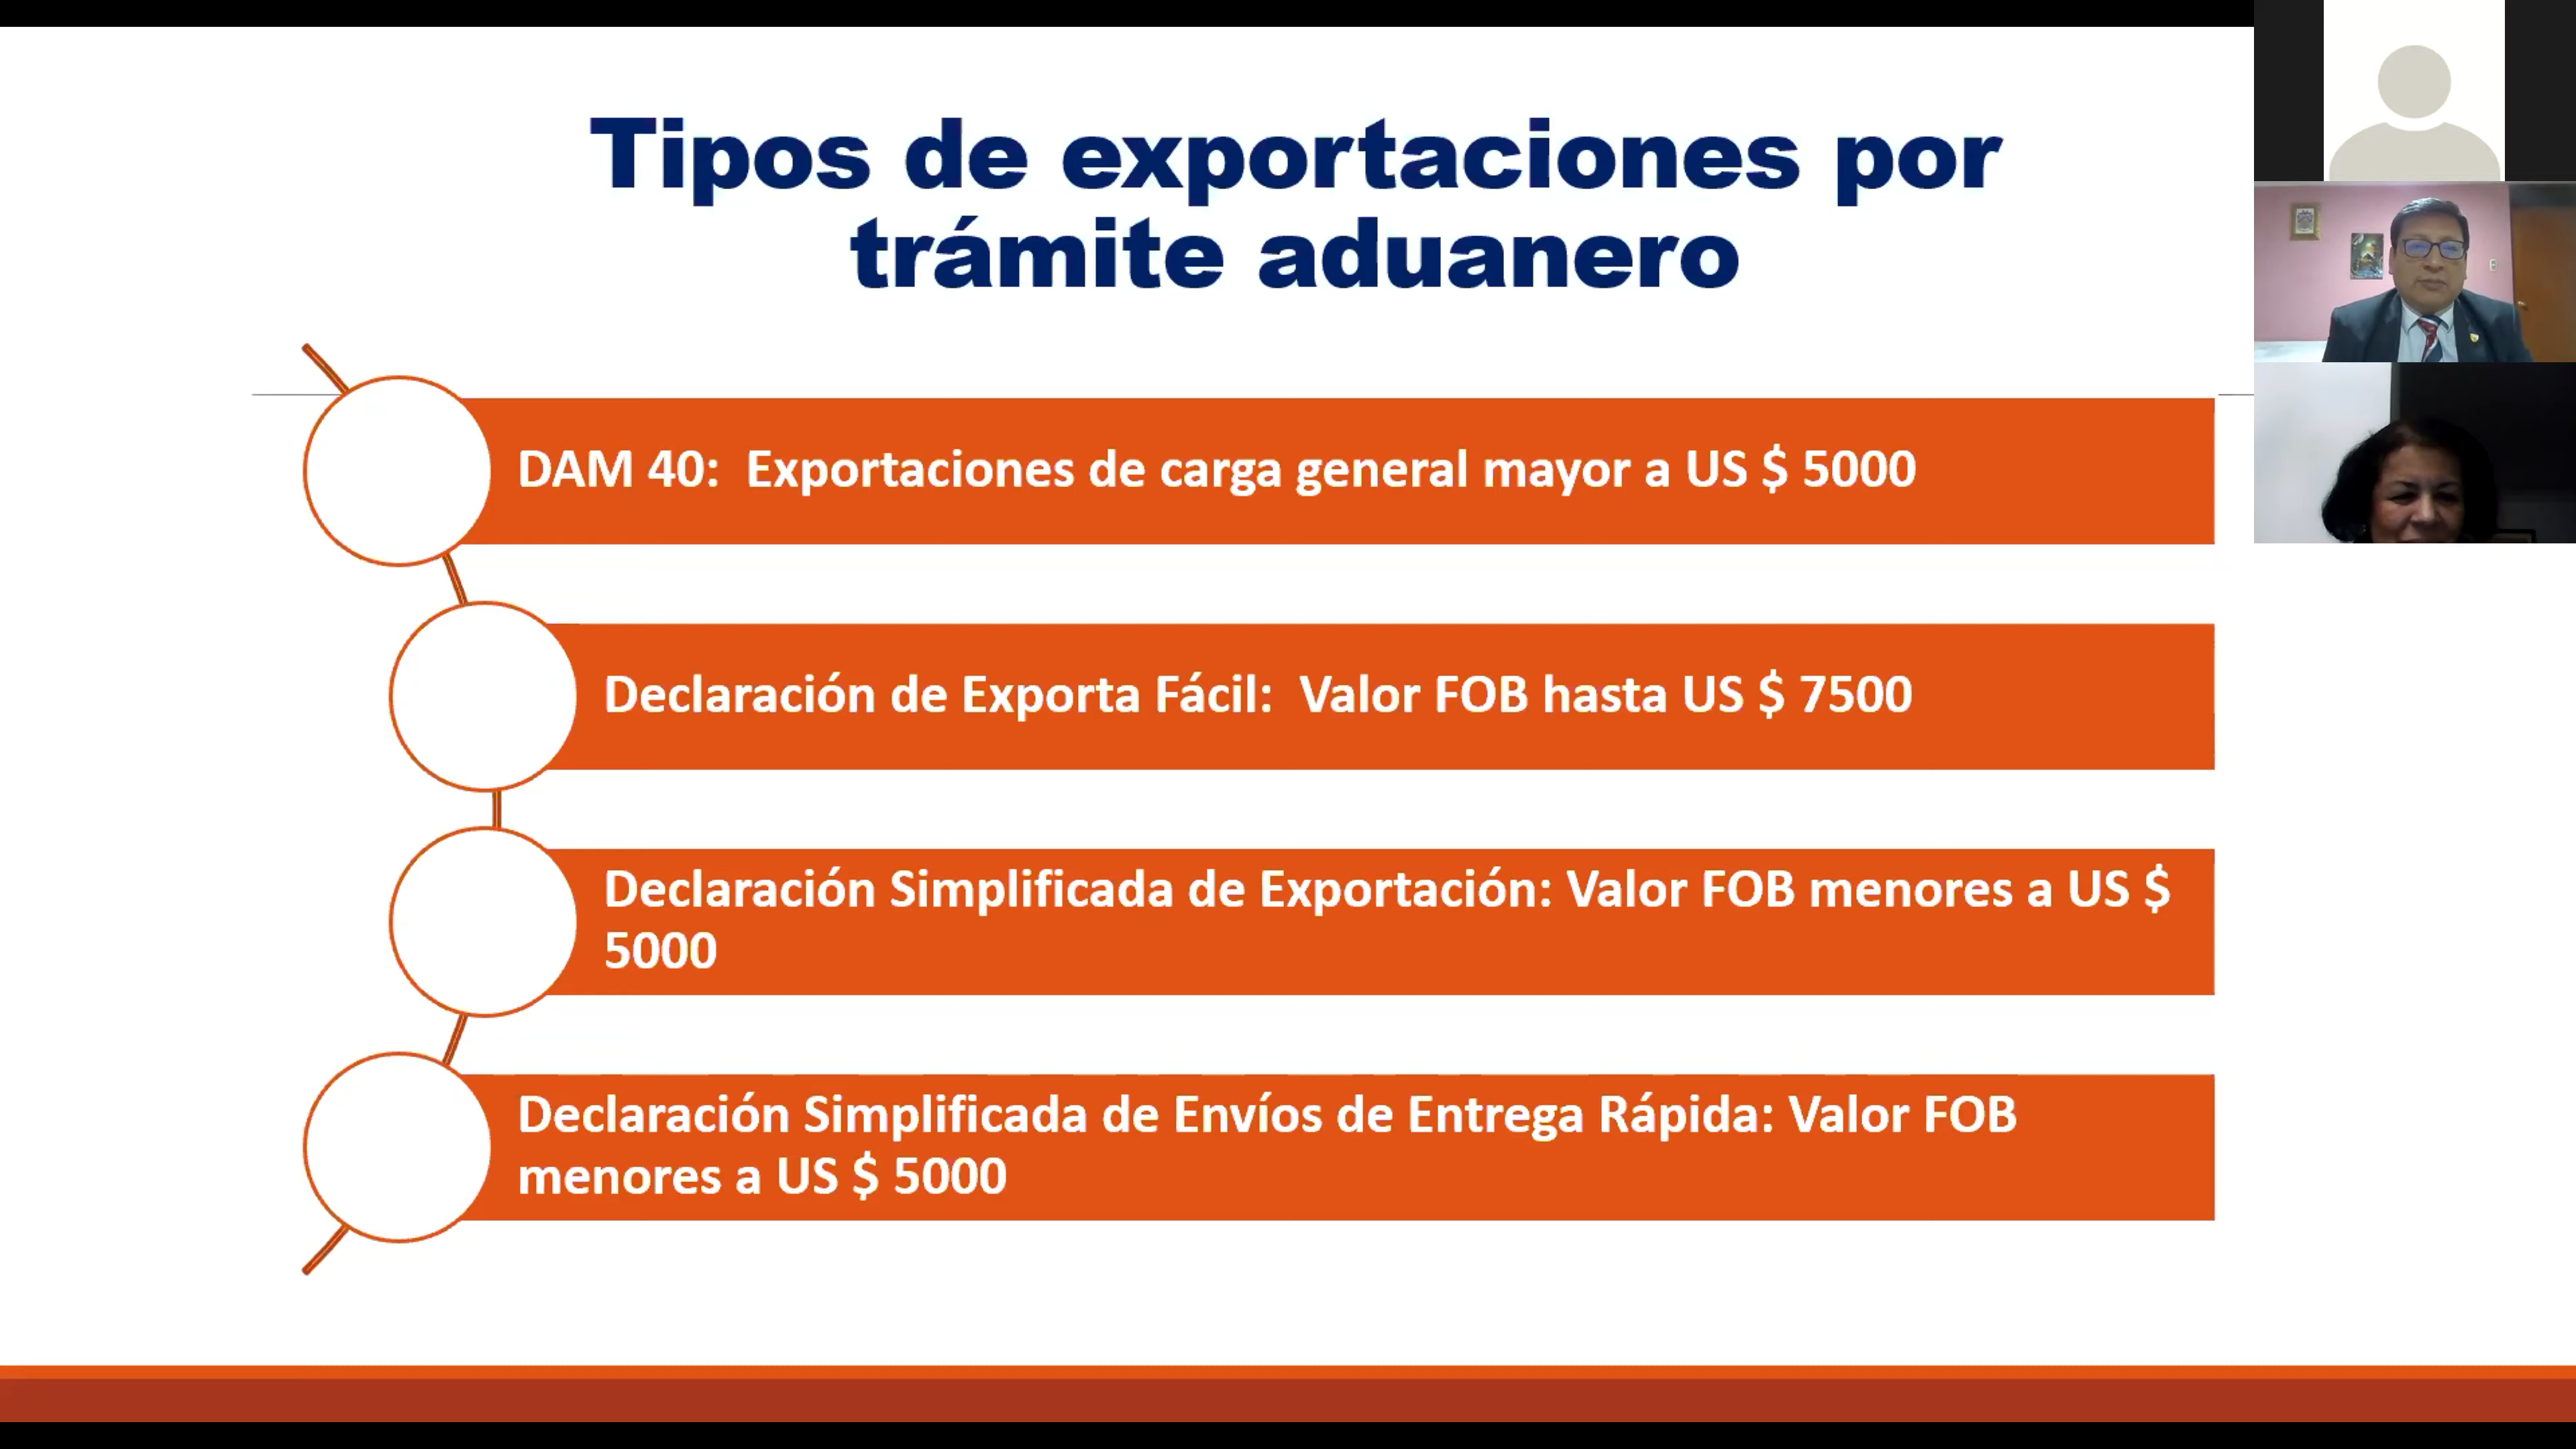 Tipos de exportaciones por
trámite aduanero
DAM 40:  Exportaciones de carga general mayor a US $ 5000
Declaración de Exporta Fácil:  Valor FOB hasta US $ 7500
Declaración Simplificada de Exportación: Valor FOB menores a US $
5000
Declaración Simplificada de Envíos de Entrega Rápida: Valor FOB
menores a US $ 5000